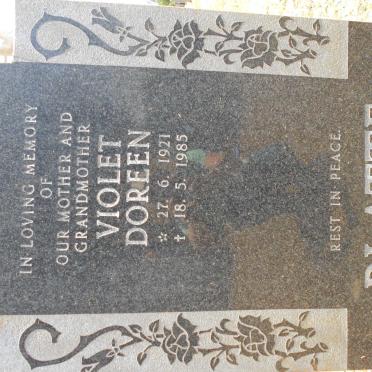 IN LOVING MEMORY
OF
OUR MOTHER AND
GRANDMOTHER
VIOLET
DOREEN
☆ 27. 6. 1921
† 18. 5. 1985
REST IN PEACE.